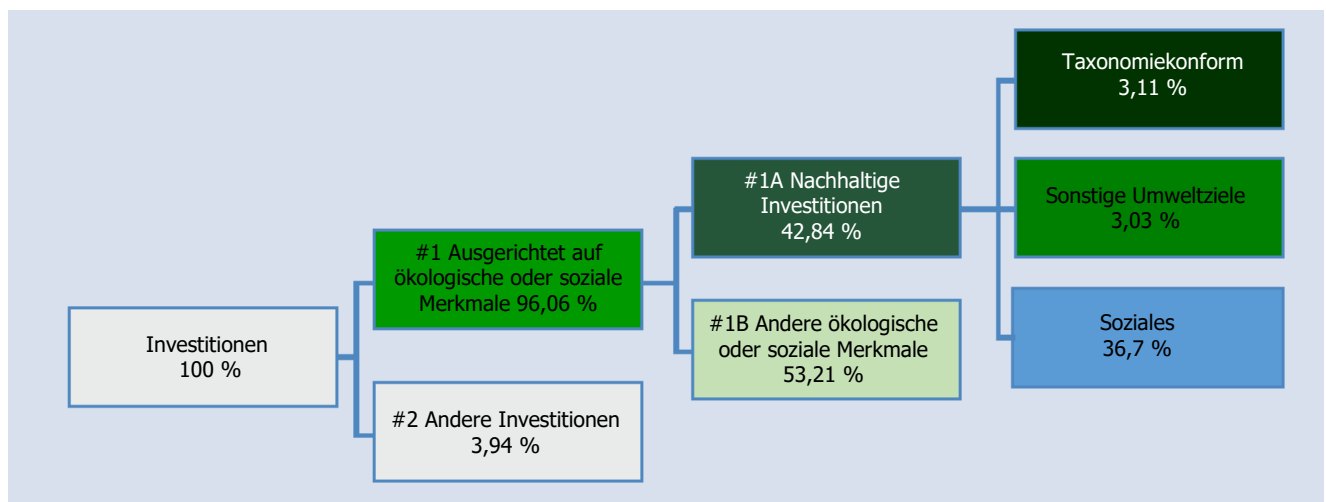 Investitionen
100 %
#1 Ausgerichtet auf
ökologische oder soziale
Merkmale 96,06 %
#2 Andere Investitionen
3,94 %
#1A Nachhaltige
Investitionen
42,84 %
#1B Andere ökologische
oder soziale Merkmale
53,21 %
Taxonomiekonform
3,11 %
Sonstige Umweltziele
3,03 %
Soziales
36,7 %